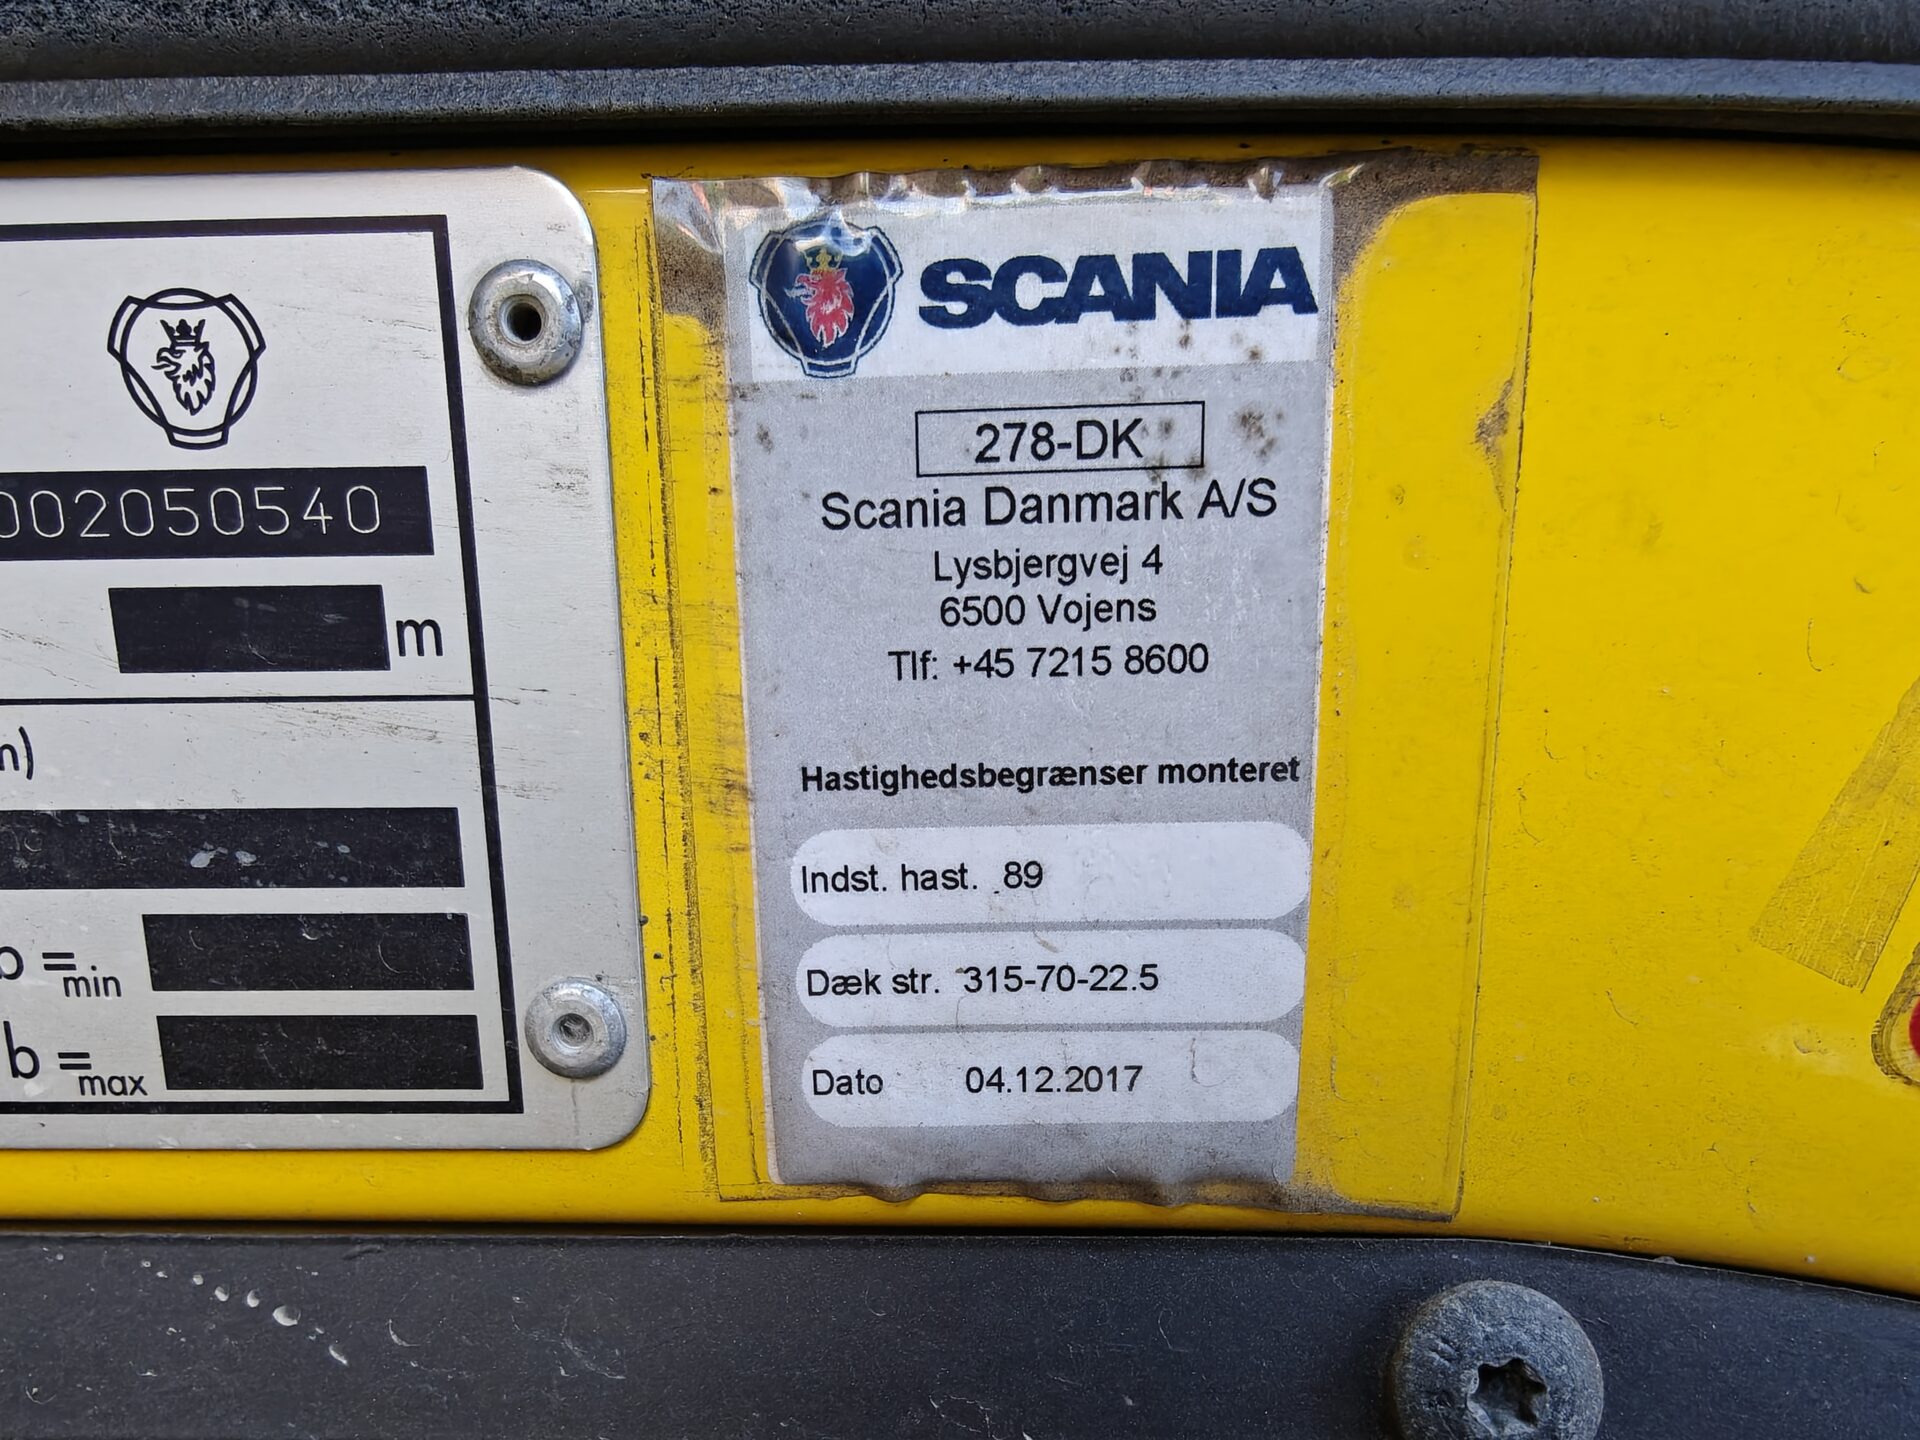 002050540
m
m)
b = min
b = max
SCANIA
278-DK
Scania Danmark A/S
Lysbjergvej 4
6500 Vojens
Tlf: +45 7215 8600
Hastighedsbegrænser monteret
Indst. hast. 89
Dæk str. 315-70-22.5
Dato 04.12.2017